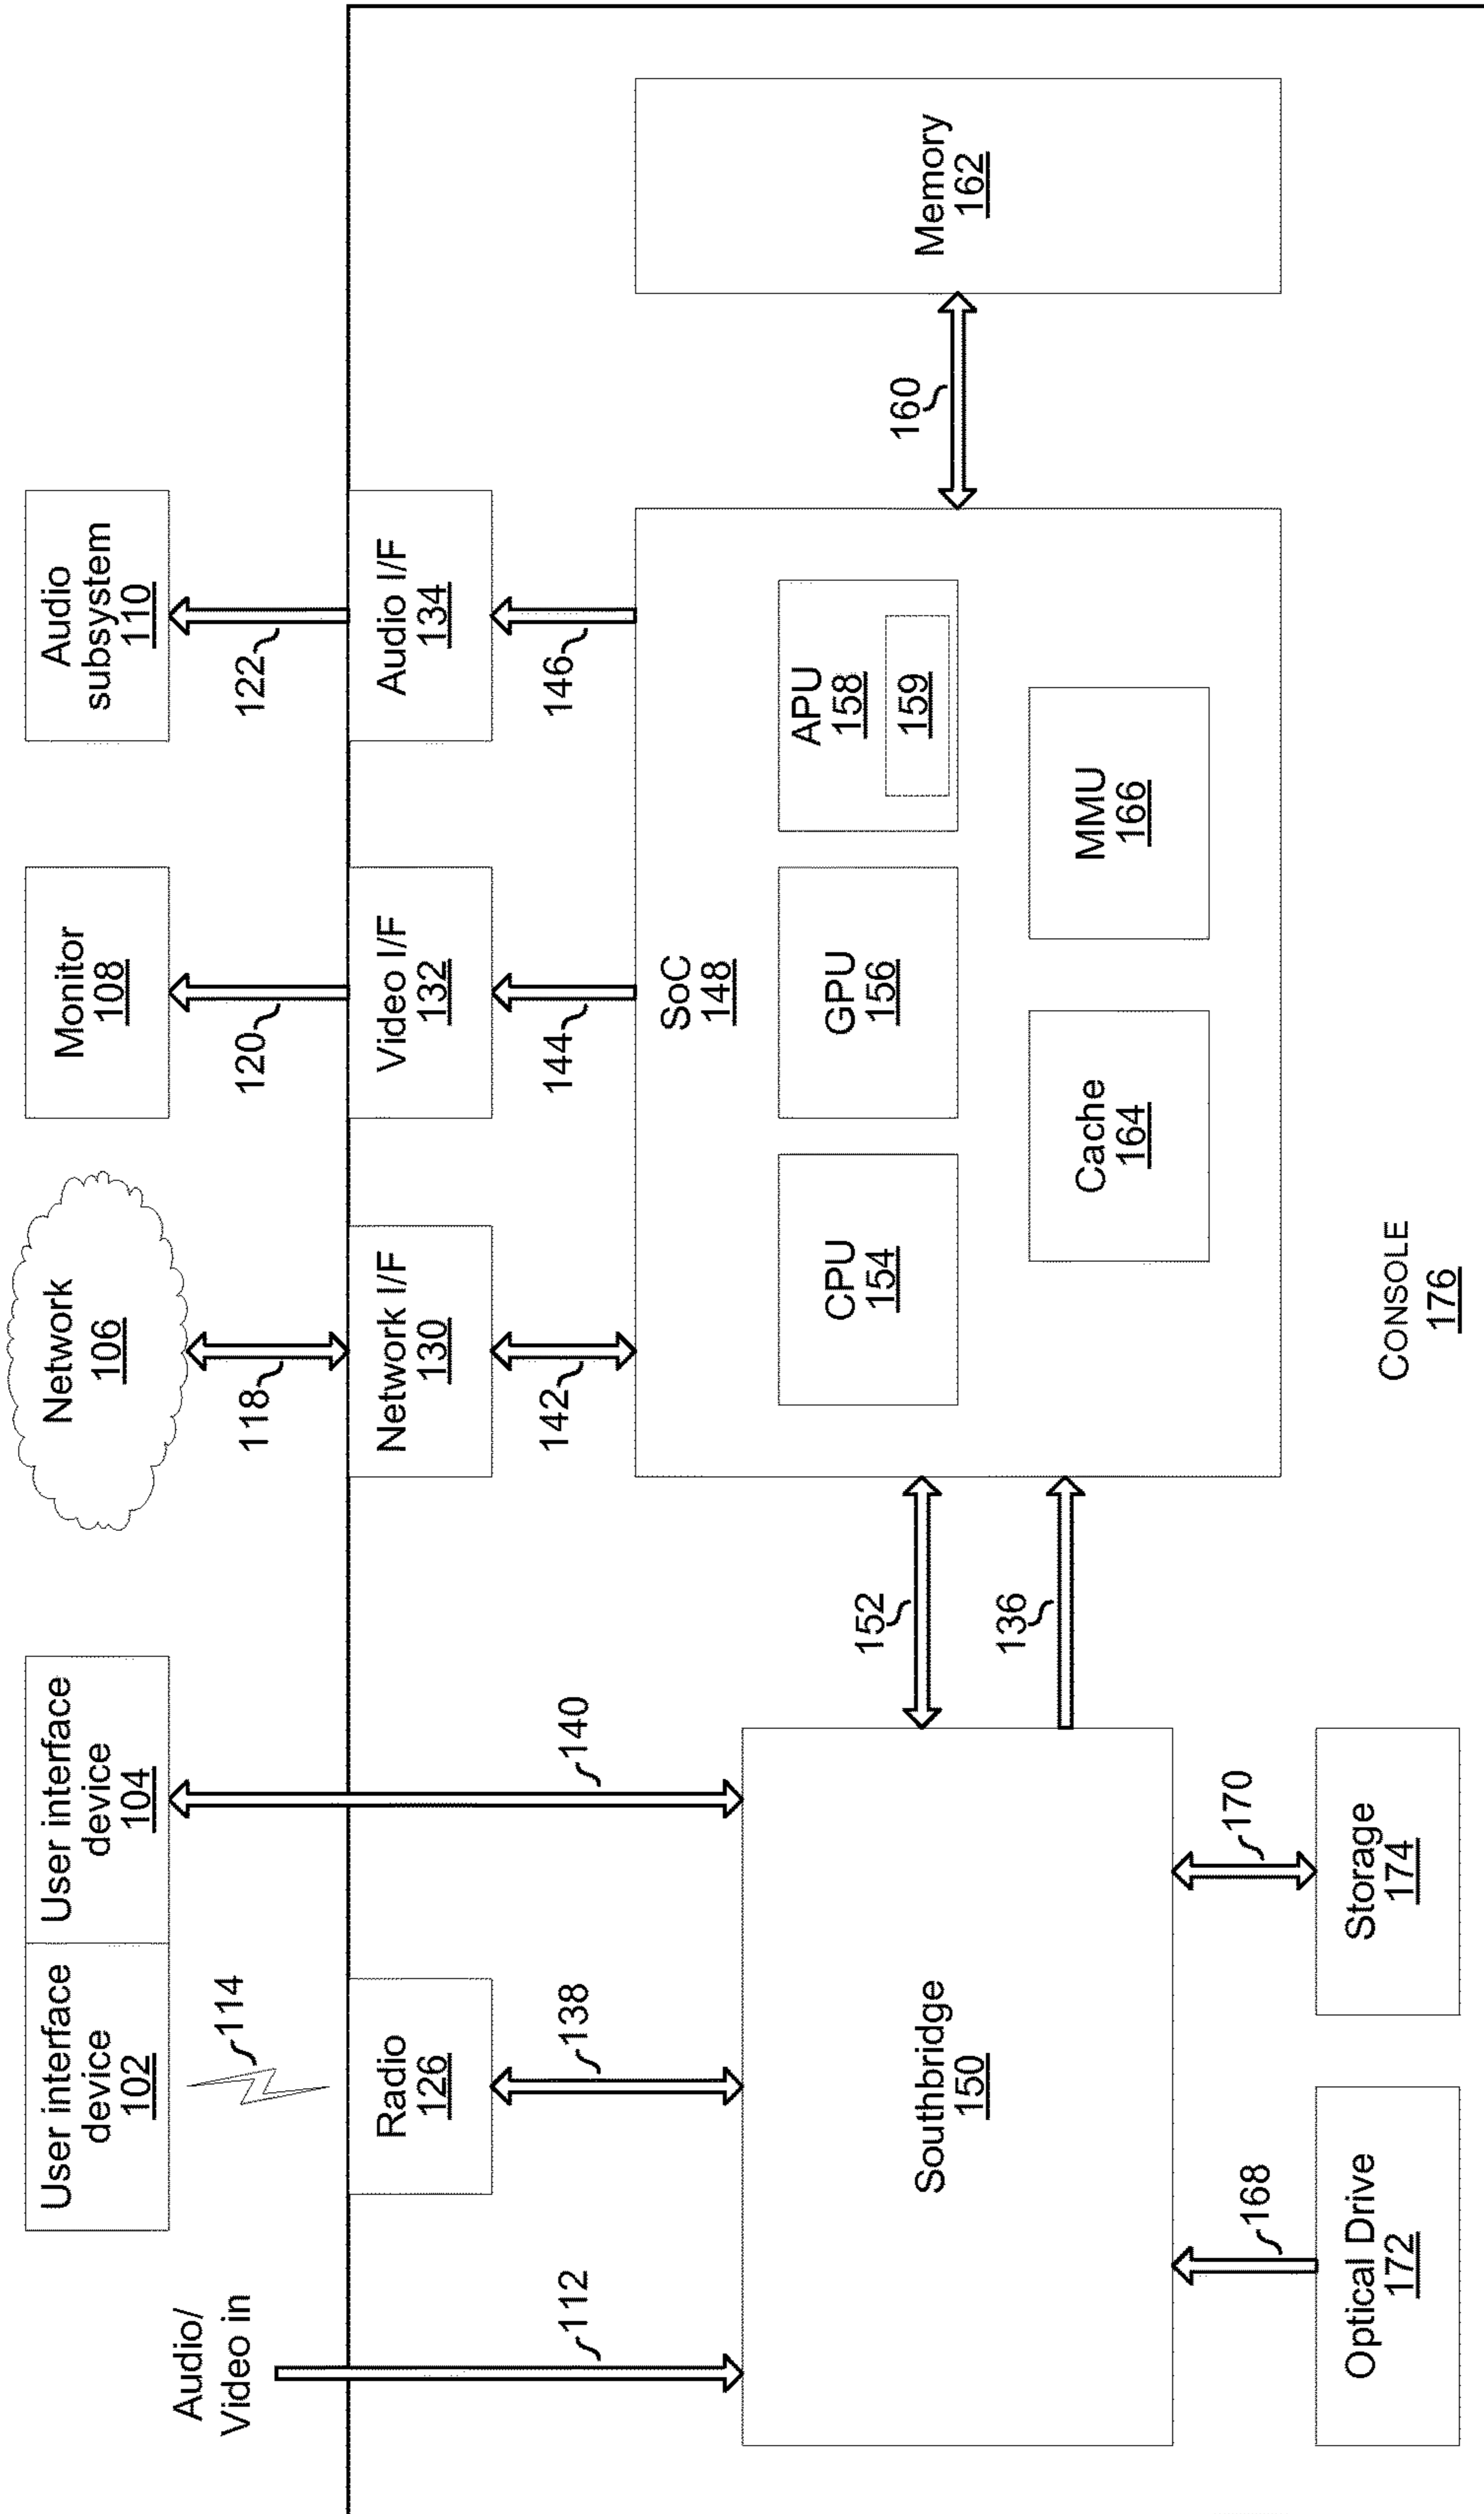 Audio/
Video in
User interface
device
102
User interface
device
104
Network
106
Monitor
108
Audio
subsystem
110
114
118
120
122
Radio
126
Network I/F
130
Video I/F
132
Audio I/F
134
112
138
140
142
144
146
SoC
148
CPU
154
GPU
156
APU
158
159
Cache
164
MMU
166
152
136
160
Memory
162
Southbridge
150
168
170
Optical Drive
172
Storage
174
CONSOLE
176